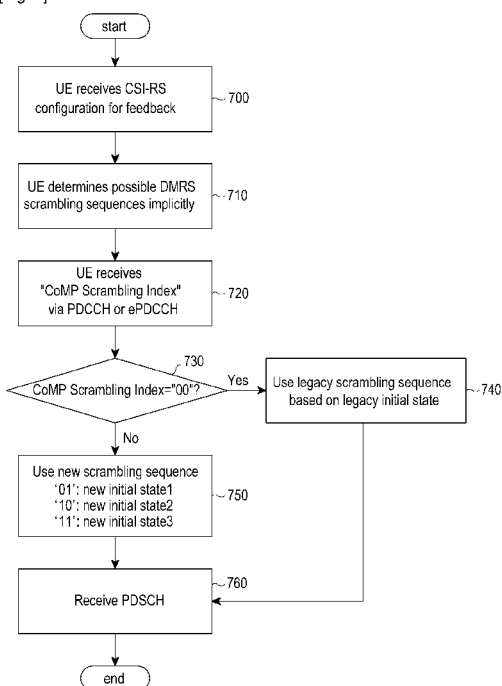 start
UE receives CSI-RS
configuration for feedback
700
UE determines possible DMRS
scrambling sequences implicitly
710
UE receives
"CoMP Scrambling Index"
via PDCCH or ePDCCH
720
730
CoMP Scrambling Index="00"?
Yes
Use legacy scrambling sequence
based on legacy initial state
740
No
Use new scrambling sequence
'01': new initial state1
'10': new initial state2
'11': new initial state3
750
760
Receive PDSCH
end